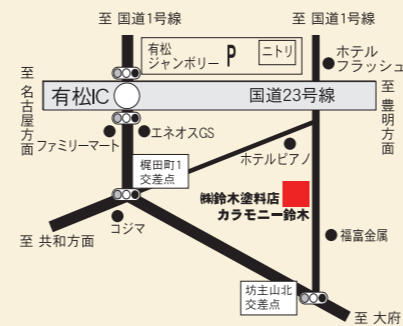 至 国道1号線
至 国道1号線
有松
ジャンボリー
P
ニトリ
ホテル
フラッシュ
至 名古屋方面
有松IC
国道23号線
至 豊明方面
ファミリーマート
エネオスGS
ホテルピアノ
梶田町1
交差点
㈱鈴木塗料店
カラモニー鈴木
コジマ
至 共和方面
福富金属
坊主山北
交差点
至 大府